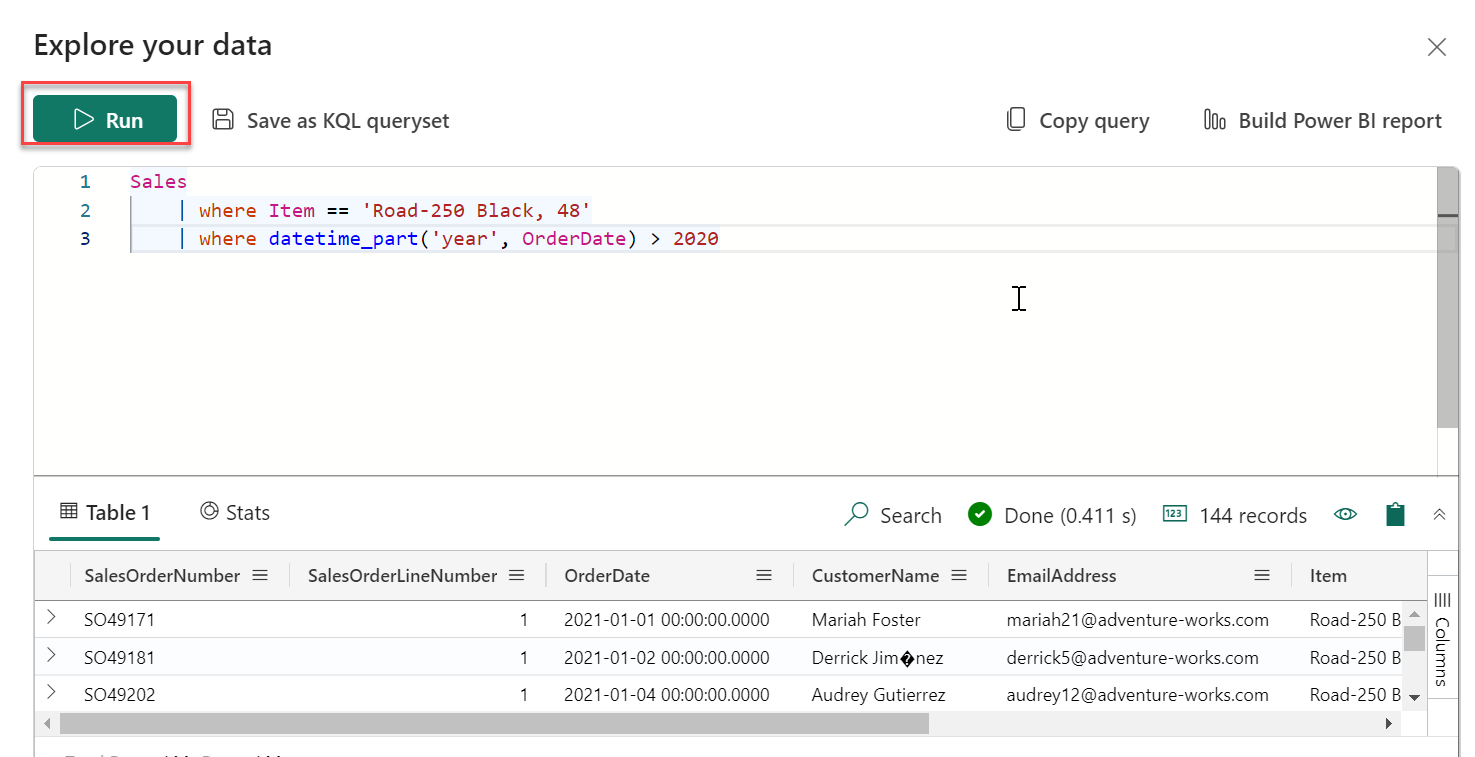 Explore your data
Run Save as KQL queryset Copy query Build Power BI report
1 Sales
2 | where Item == 'Road-250 Black, 48'
3 | where datetime_part('year', OrderDate) > 2020
Table 1 Stats Search Done (0.411 s) 123 144 records
SalesOrderNumber SalesOrderLineNumber OrderDate CustomerName EmailAddress Item
SO49171 1 2021-01-01 00:00:00.0000 Mariah Foster mariah21@adventure-works.com Road-250 B
SO49181 1 2021-01-02 00:00:00.0000 Derrick Jim�nez derrick5@adventure-works.com Road-250 B
SO49202 1 2021-01-04 00:00:00.0000 Audrey Gutierrez audrey12@adventure-works.com Road-250 B
Columns